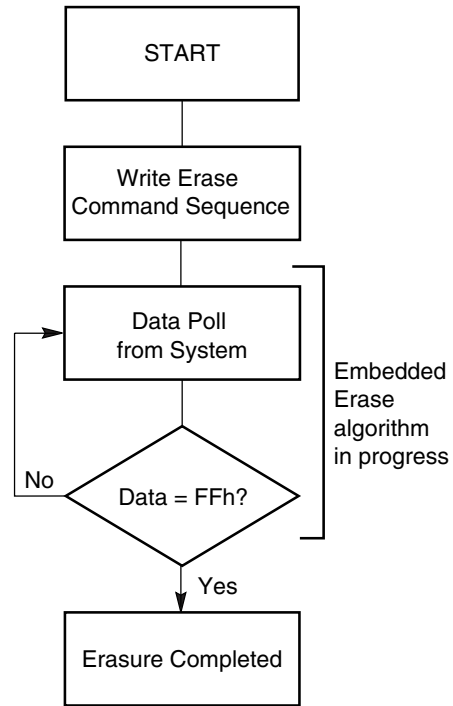 START
Write Erase
Command Sequence
Data Poll
from System
Embedded
Erase
algorithm
in progress
No
Data = FFh?
Yes
Erasure Completed